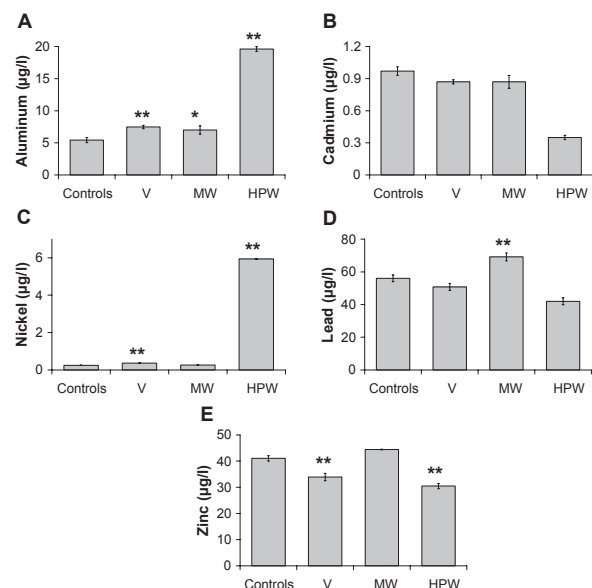 A
Aluminum (µg/l)
20
15
10
5
0
**
*
**
Controls V MW HPW
B
Cadmium (µg/l)
1.2
0.9
0.6
0.3
0
Controls V MW HPW
C
Nickel (µg/l)
6
4
2
0
**
**
Controls V MW HPW
D
Lead (µg/l)
80
60
40
20
0
**
Controls V MW HPW
E
Zinc (µg/l)
50
40
30
20
10
0
**
**
Controls V MW HPW